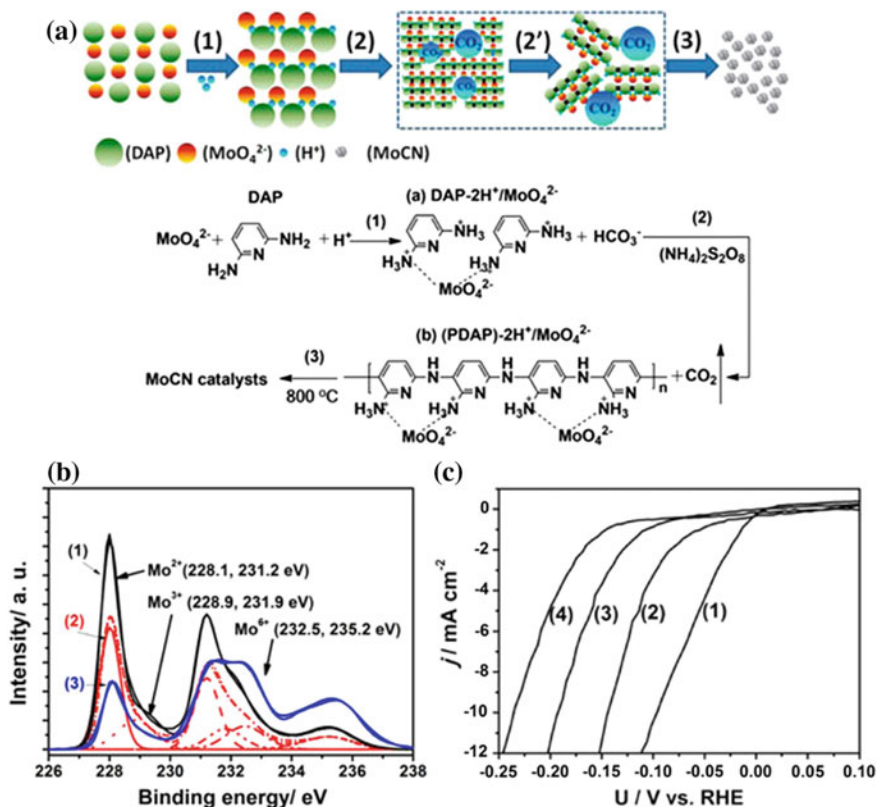 (a)
(1) (2) (2') (3)
CO₂ CO₂ CO₂ CO₂ CO₂
(DAP) (MoO₄²⁻) (H⁺) (MoCN)
DAP (a) DAP-2H⁺/MoO₄²⁻
(1) (2)
MoO₄²⁻ + NH₂ + H⁺ NH₃ NH₃ + HCO₃⁻
N N N
+ +
H₂N H₃N H₃N (NH₄)₂S₂O₈
+ +
MoO₄²⁻
(b) (PDAP)-2H⁺/MoO₄²⁻
(3) H H H
MoCN catalysts N N N + CO₂
800 °C N N N N n
H₃N NH₃ H₃N NH₃
+ + + +
MoO₄²⁻ MoO₄²⁻
(b)
Intensity/ a. u.
(1)
Mo²⁺ (228.1, 231.2 eV)
Mo³⁺ (228.9, 231.9 eV)
(2)
Mo⁶⁺ (232.5, 235.2 eV)
(3)
226 228 230 232 234 236 238
Binding energy/ eV
(c)
j / mA cm⁻²
0
-2
-4
(4) (3) (2) (1)
-6
-8
-10
-12
-0.25 -0.20 -0.15 -0.10 -0.05 0.00 0.05 0.10
U / V vs. RHE